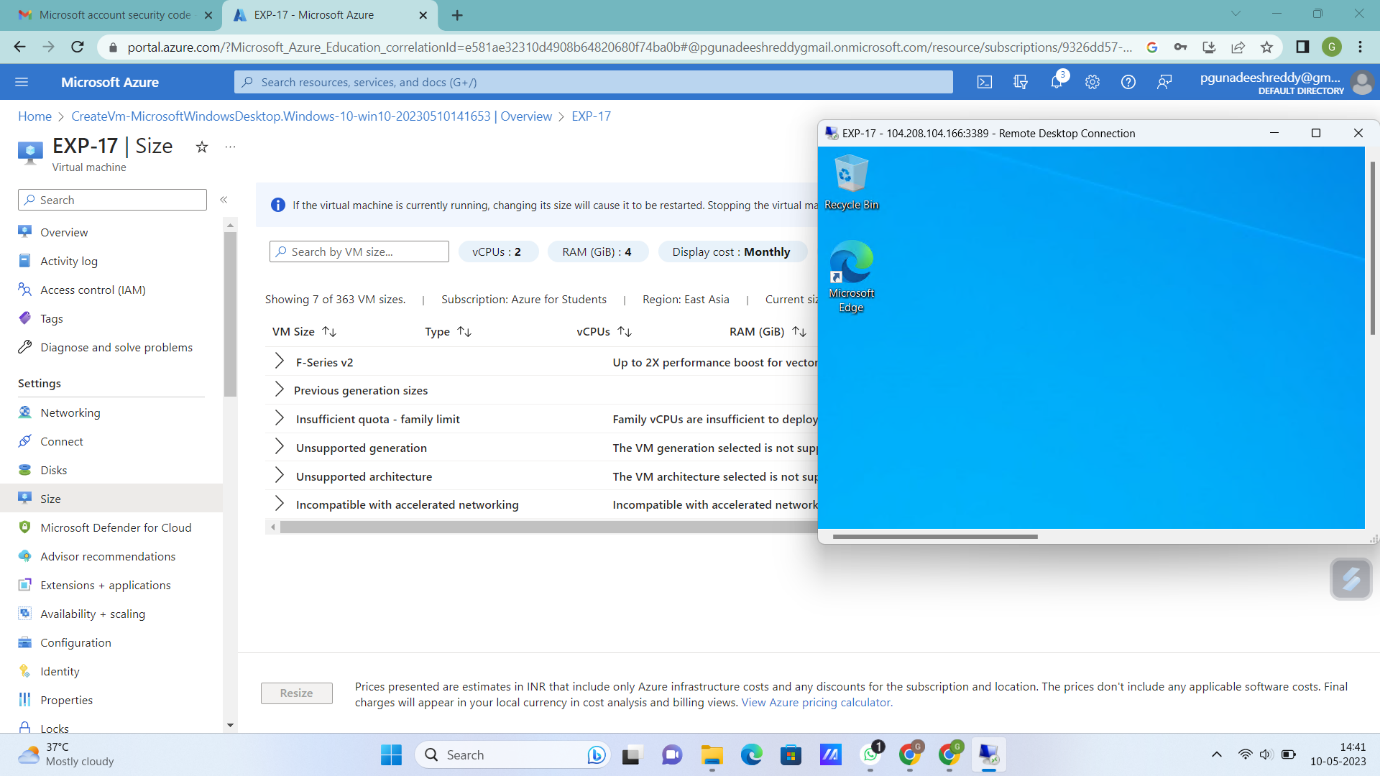 Microsoft account security code
EXP-17 - Microsoft Azure
portal.azure.com/?Microsoft_Azure_Education_correlationId=e581ae32310d4908b64820680f74ba0b#@pgunadeeshreddygmail.onmicrosoft.com/resource/subscriptions/9326dd57-...
G
G
Microsoft Azure
Search resources, services, and docs (G+/)
3
pgunadeeshreddy@gm...
DEFAULT DIRECTORY
Home > CreateVm-MicrosoftWindowsDesktop.Windows-10-win10-20230510141653 | Overview > EXP-17
EXP-17 | Size
Virtual machine
Search
Overview
Activity log
Access control (IAM)
Tags
Diagnose and solve problems
Settings
Networking
Connect
Disks
Size
Microsoft Defender for Cloud
Advisor recommendations
Extensions + applications
Availability + scaling
Configuration
Identity
Properties
Locks
If the virtual machine is currently running, changing its size will cause it to be restarted. Stopping the virtual ma
Search by VM size...
vCPUs : 2
RAM (GiB) : 4
Display cost : Monthly
Showing 7 of 363 VM sizes. | Subscription: Azure for Students | Region: East Asia | Current siz
VM Size Type vCPUs RAM (GiB)
F-Series v2 Up to 2X performance boost for vector
Previous generation sizes
Insufficient quota - family limit Family vCPUs are insufficient to deploy
Unsupported generation The VM generation selected is not supp
Unsupported architecture The VM architecture selected is not sup
Incompatible with accelerated networking Incompatible with accelerated network
EXP-17 - 104.208.104.166:3389 - Remote Desktop Connection
Recycle Bin
Microsoft
Edge
Resize
Prices presented are estimates in INR that include only Azure infrastructure costs and any discounts for the subscription and location. The prices don't include any applicable software costs. Final
charges will appear in your local currency in cost analysis and billing views. View Azure pricing calculator.
37°C
Mostly cloudy
Search
1
G
G
14:41
10-05-2023